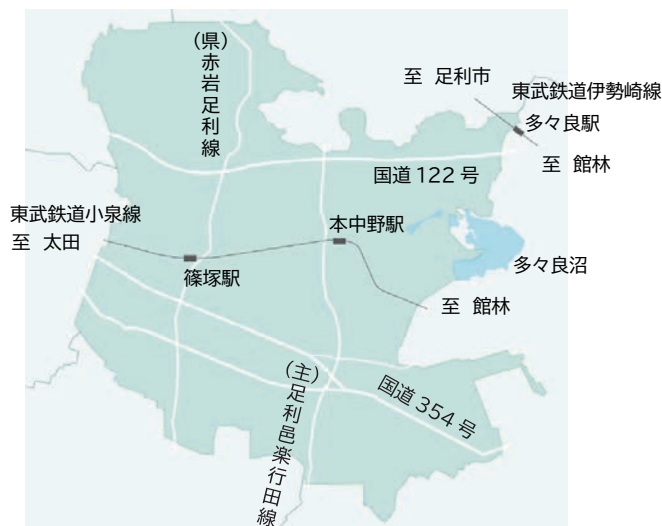 (県)赤岩足利線
至 足利市
東武鉄道伊勢崎線
多々良駅
至 館林
国道 122 号
東武鉄道小泉線
至 太田
本中野駅
篠塚駅
多々良沼
至 館林
(主)足利邑楽行田線
国道 354 号